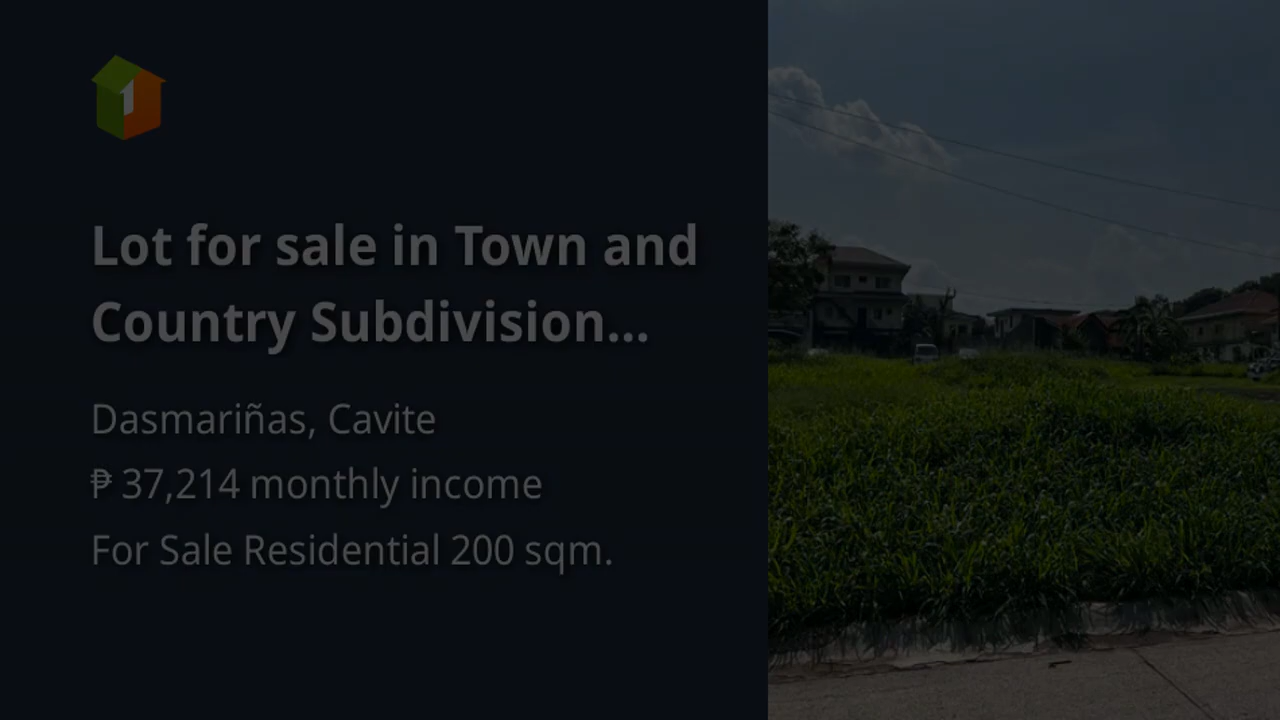 Lot for sale in Town and
Country Subdivision...
Dasmariñas, Cavite
₱ 37,214 monthly income
For Sale Residential 200 sqm.